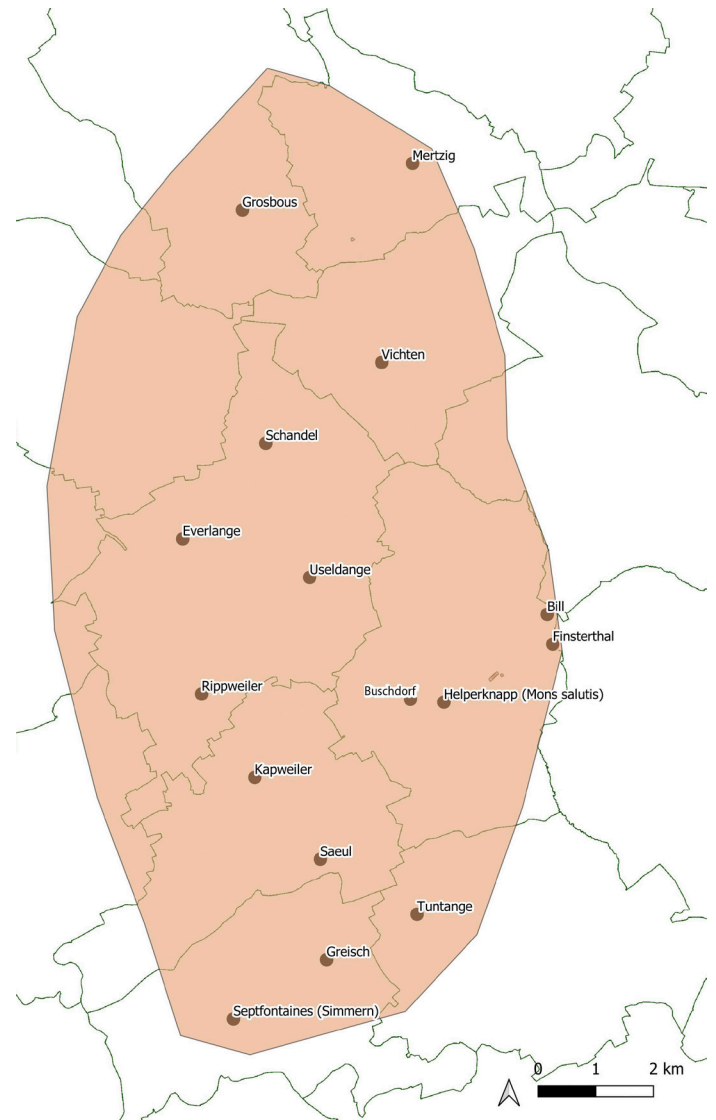 Mertzig
Grosbous
Vichten
Schandel
Everlange
Useldange
Bill
Finsterthal
Rippweiler
Buschdorf
Helperknapp (Mons salutis)
Kapweiler
Saeul
Tuntange
Greisch
Septfontaines (Simmern)
0 1 2 km